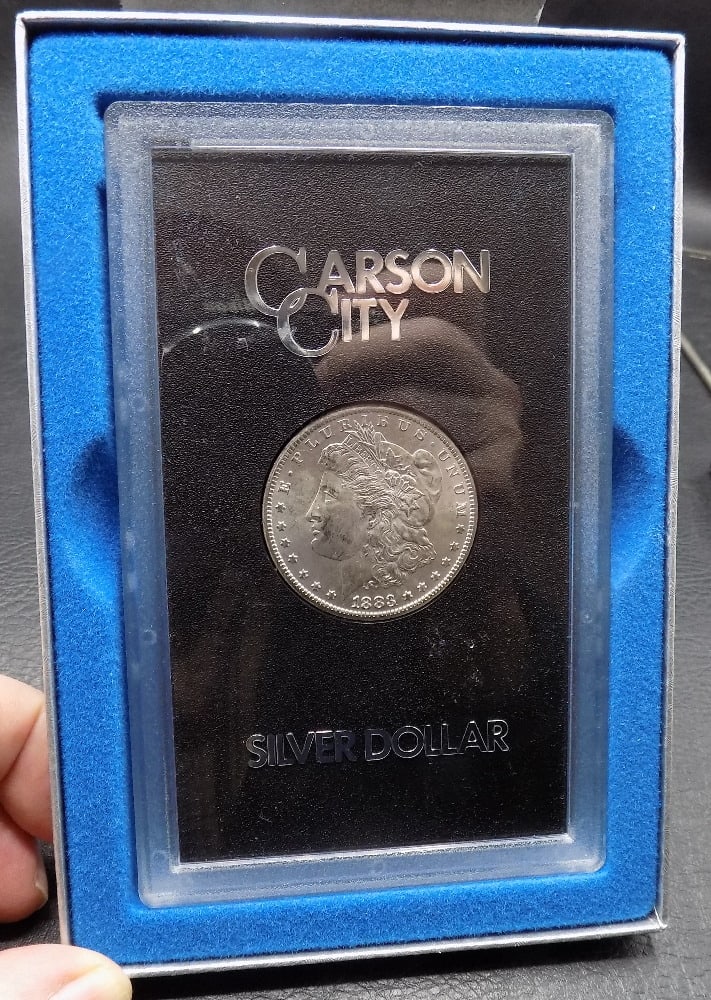 CARSON
CITY
E · PLURIBUS UNUM
1883
SILVER DOLLAR